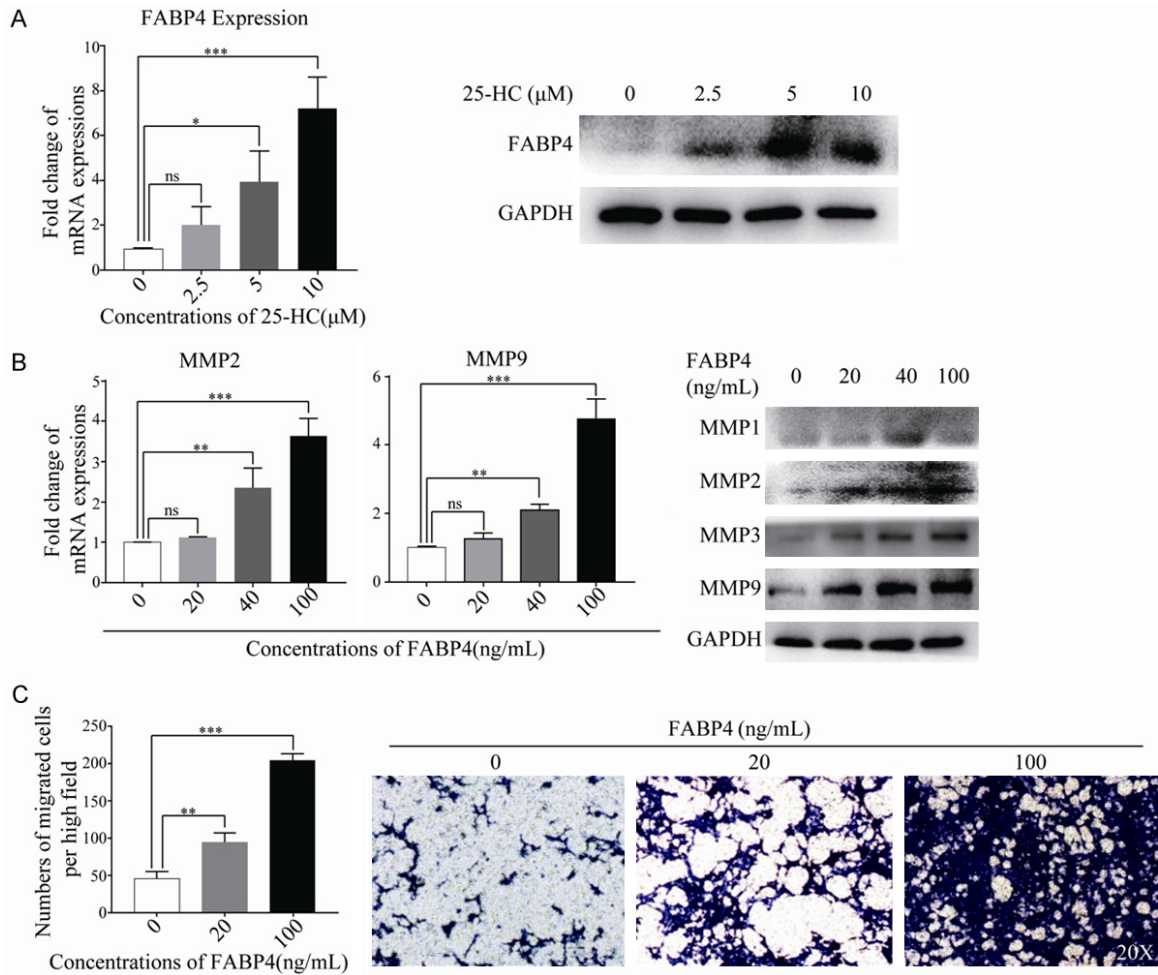 A
FABP4 Expression
Fold change of
mRNA expressions
10
8
6
4
2
0
***
*
ns
0
2.5
5
10
Concentrations of 25-HC(μM)
25-HC (μM)
0
2.5
5
10
FABP4
GAPDH
B
MMP2
Fold change of
mRNA expressions
5
4
3
2
1
0
***
**
ns
0
20
40
100
MMP9
6
4
2
0
***
**
ns
0
20
40
100
Concentrations of FABP4(ng/mL)
FABP4
(ng/mL)
0
20
40
100
MMP1
MMP2
MMP3
MMP9
GAPDH
C
Numbers of migrated cells
per high field
250
200
150
100
50
0
***
**
0
20
100
Concentrations of FABP4(ng/mL)
FABP4 (ng/mL)
0
20
100
20X